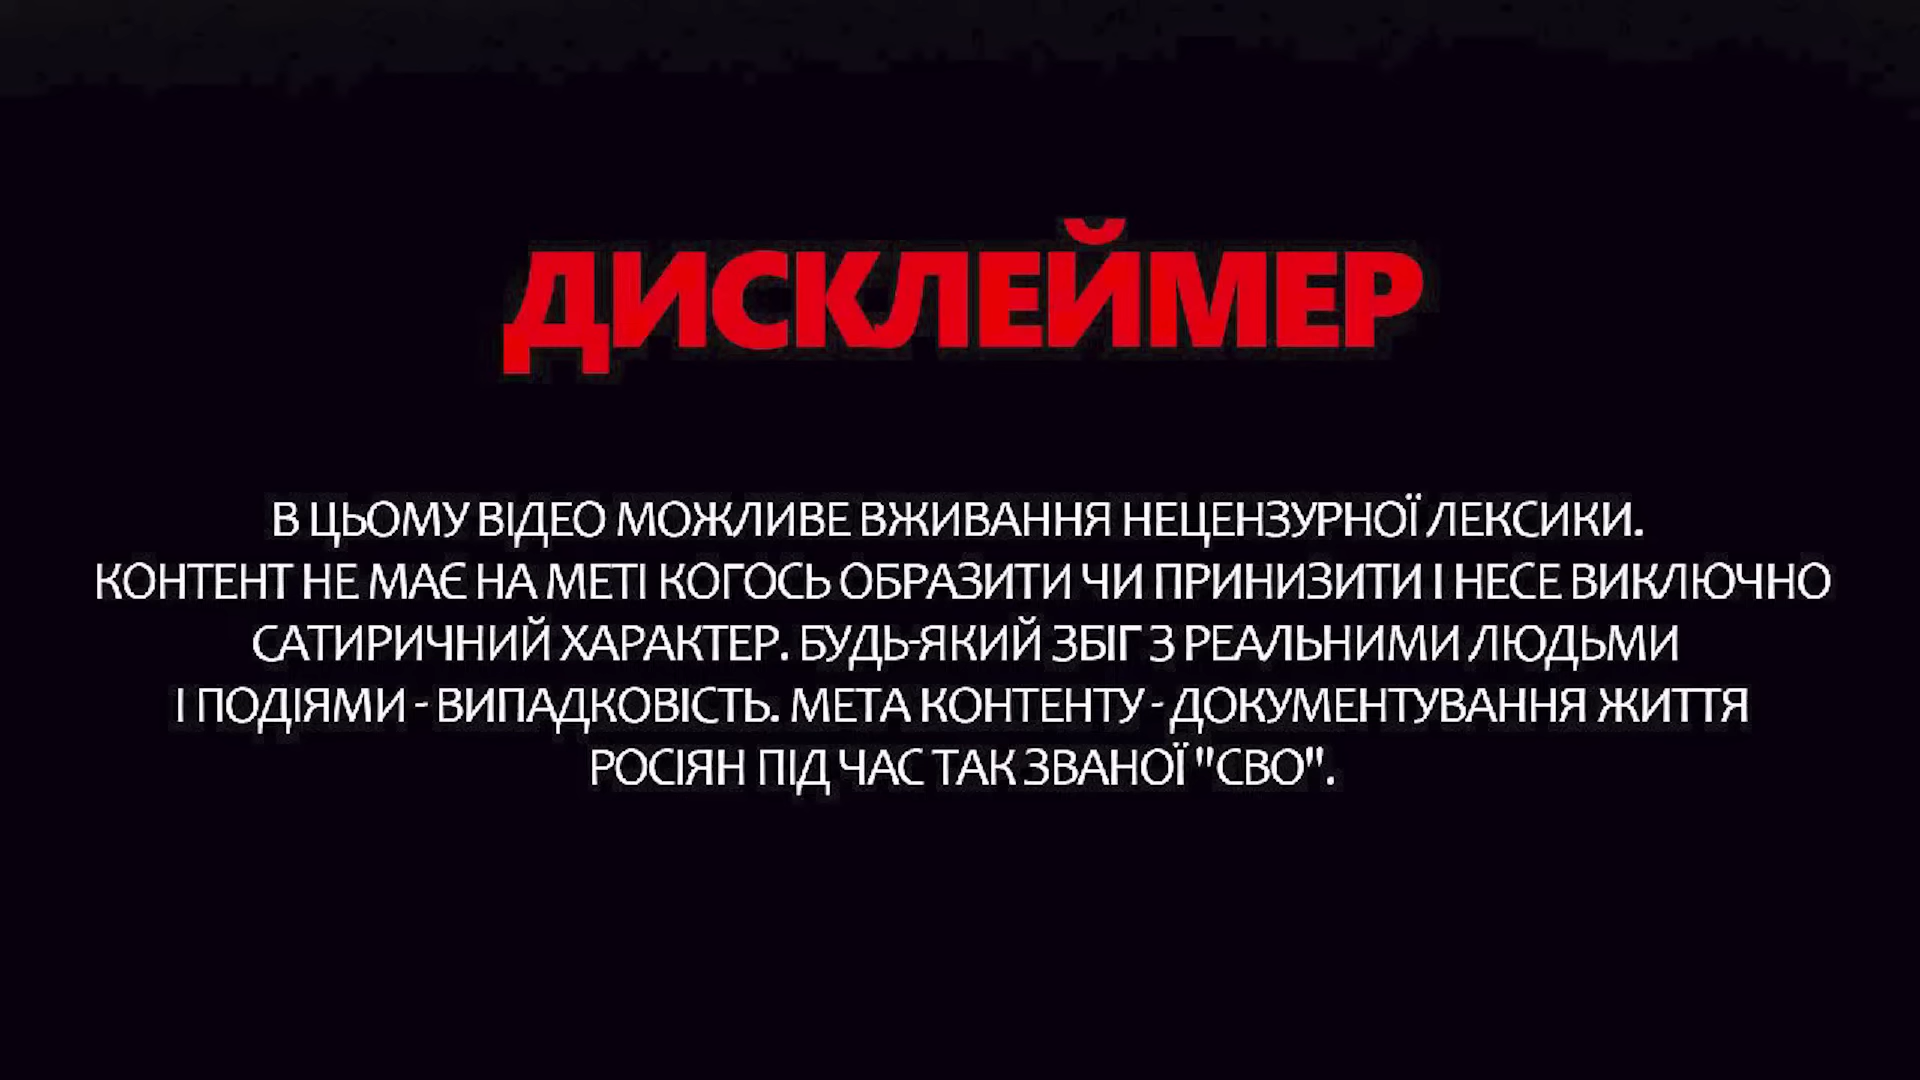 ДИСКЛЕЙМЕР
В ЦЬОМУ ВІДЕО МОЖЛИВЕ ВЖИВАННЯ НЕЦЕНЗУРНОЇ ЛЕКСИКИ.
КОНТЕНТ НЕ МАЄ НА МЕТІ КОГОСЬ ОБРАЗИТИ ЧИ ПРИНИЗИТИ І НЕСЕ ВИКЛЮЧНО
САТИРИЧНИЙ ХАРАКТЕР. БУДЬ-ЯКИЙ ЗБІГ З РЕАЛЬНИМИ ЛЮДЬМИ
І ПОДІЯМИ - ВИПАДКОВІСТЬ. МЕТА КОНТЕНТУ - ДОКУМЕНТУВАННЯ ЖИТТЯ
РОСІЯН ПІД ЧАС ТАК ЗВАНОЇ "СВО".